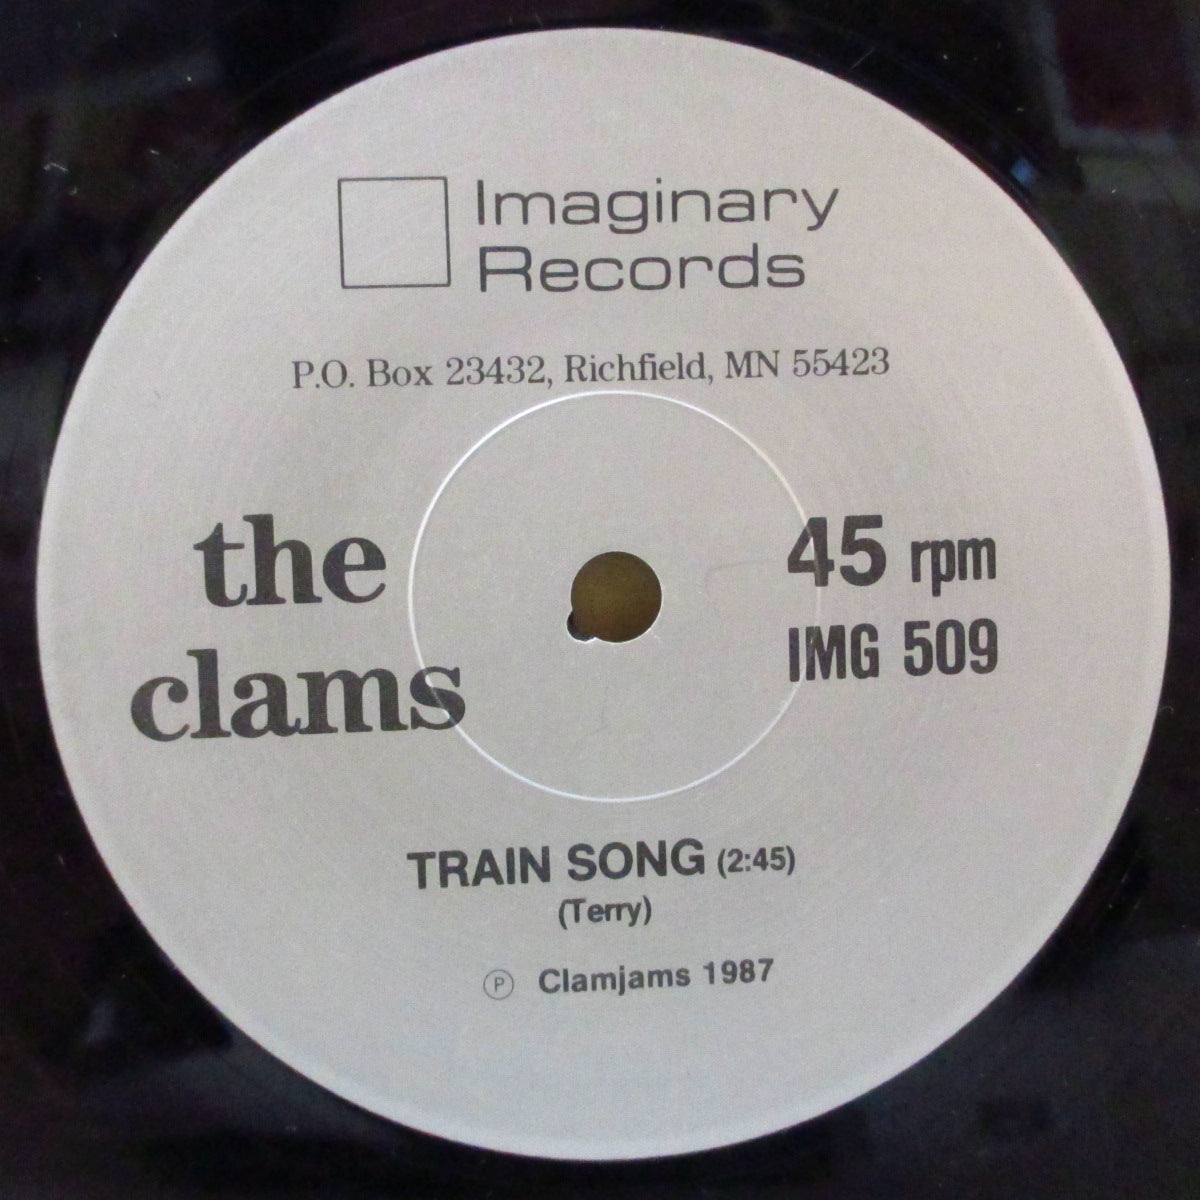 Imaginary
Records
P.O. Box 23432, Richfield, MN 55423
the
clams
45 rpm
IMG 509
TRAIN SONG (2:45)
(Terry)
Ⓟ Clamjams 1987